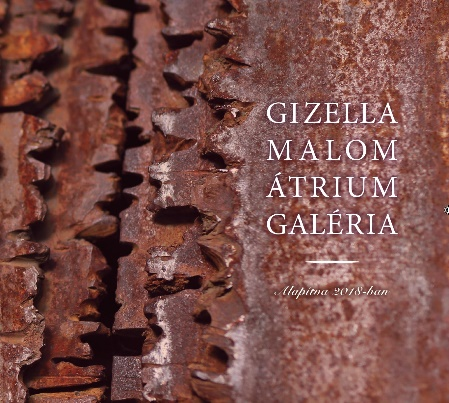 GIZELLA
MALOM
ÁTRIUM
GALÉRIA
Alapítva 2018-ban